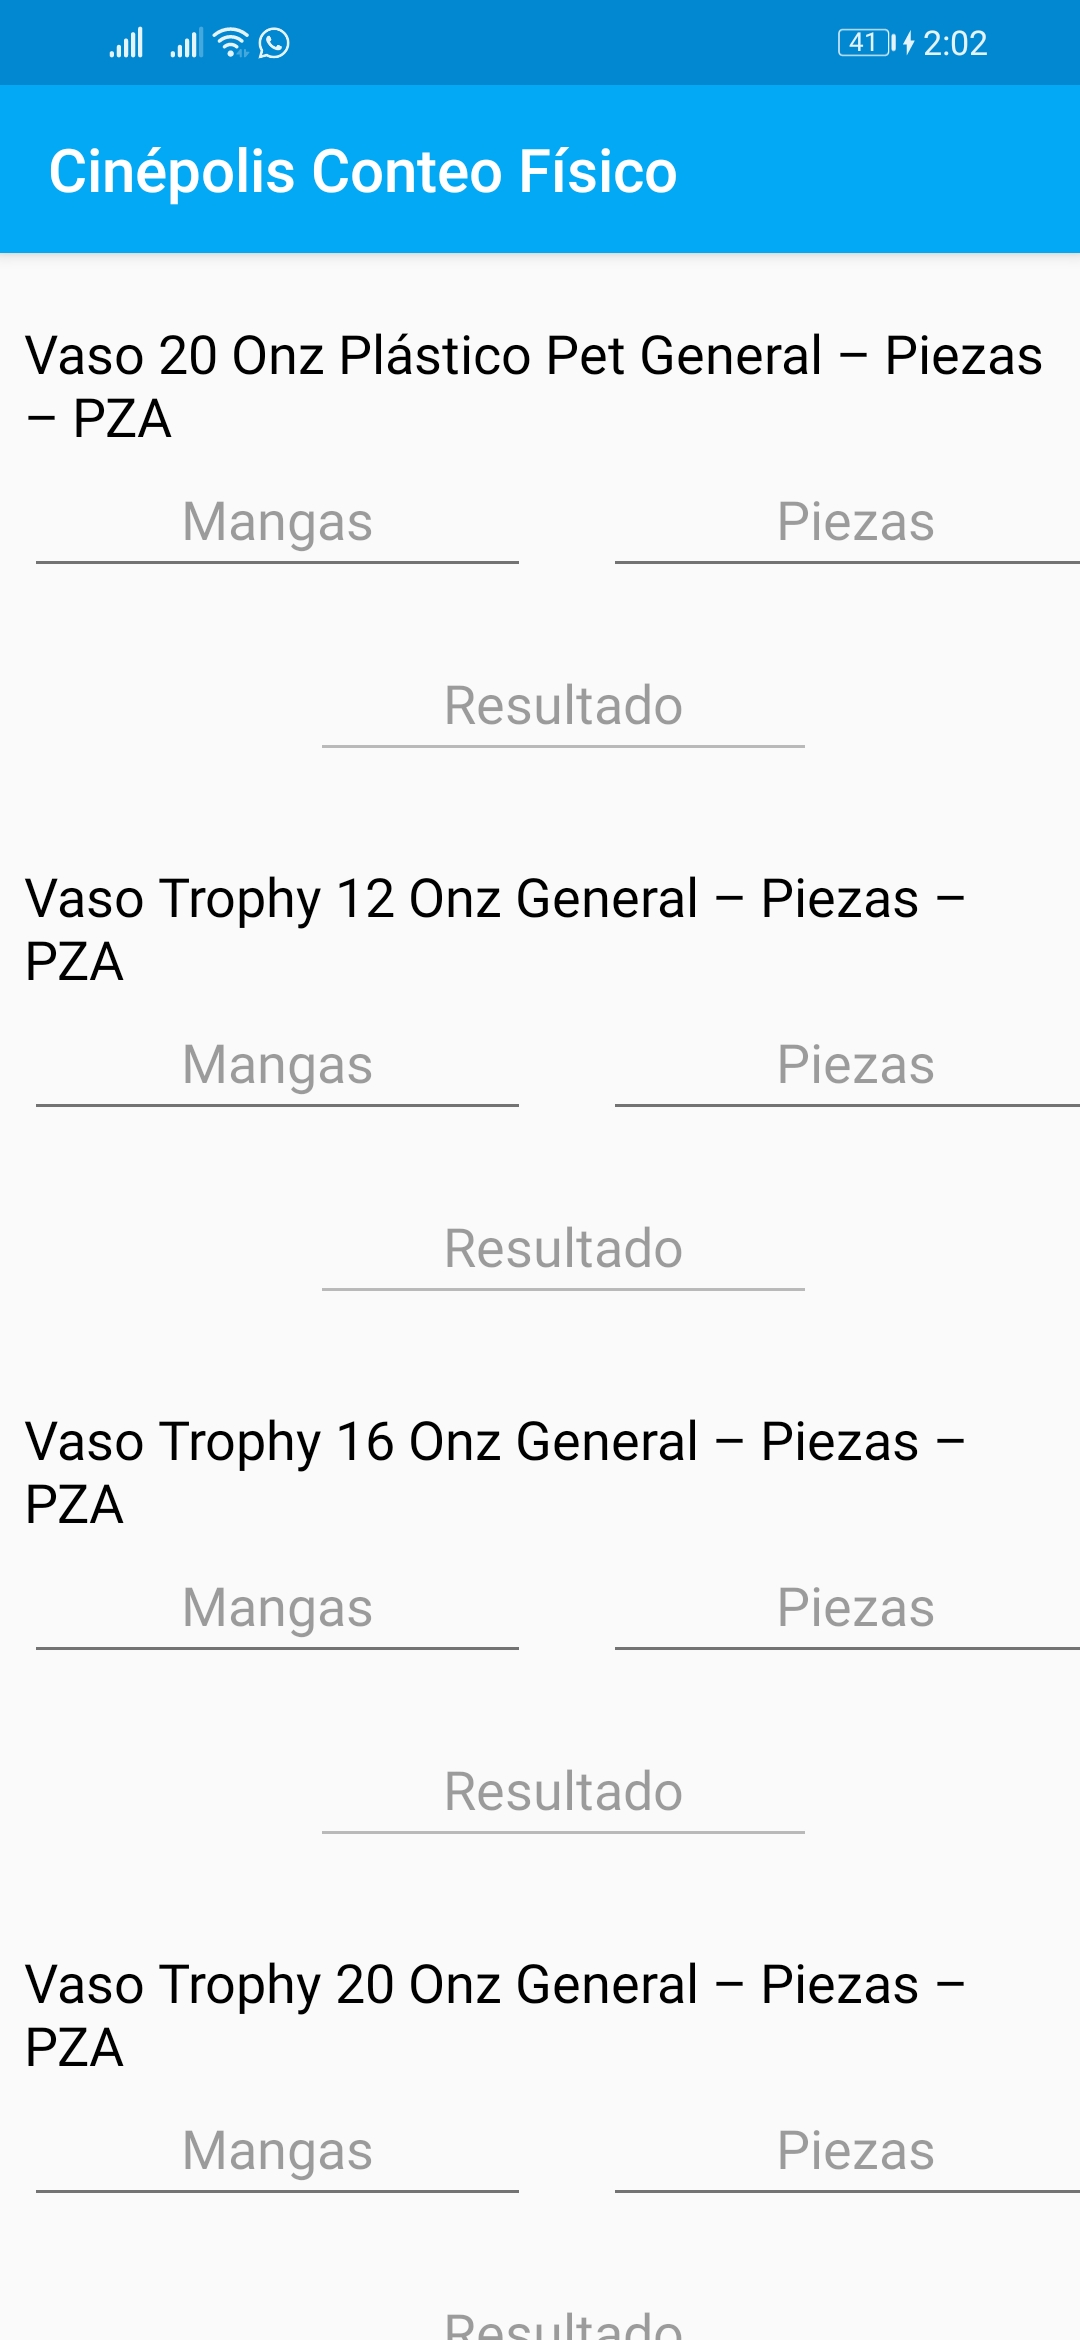 41 2:02
Cinépolis Conteo Físico
Vaso 20 Onz Plástico Pet General – Piezas
– PZA
Mangas Piezas
Resultado
Vaso Trophy 12 Onz General – Piezas –
PZA
Mangas Piezas
Resultado
Vaso Trophy 16 Onz General – Piezas –
PZA
Mangas Piezas
Resultado
Vaso Trophy 20 Onz General – Piezas –
PZA
Mangas Piezas
Resultado